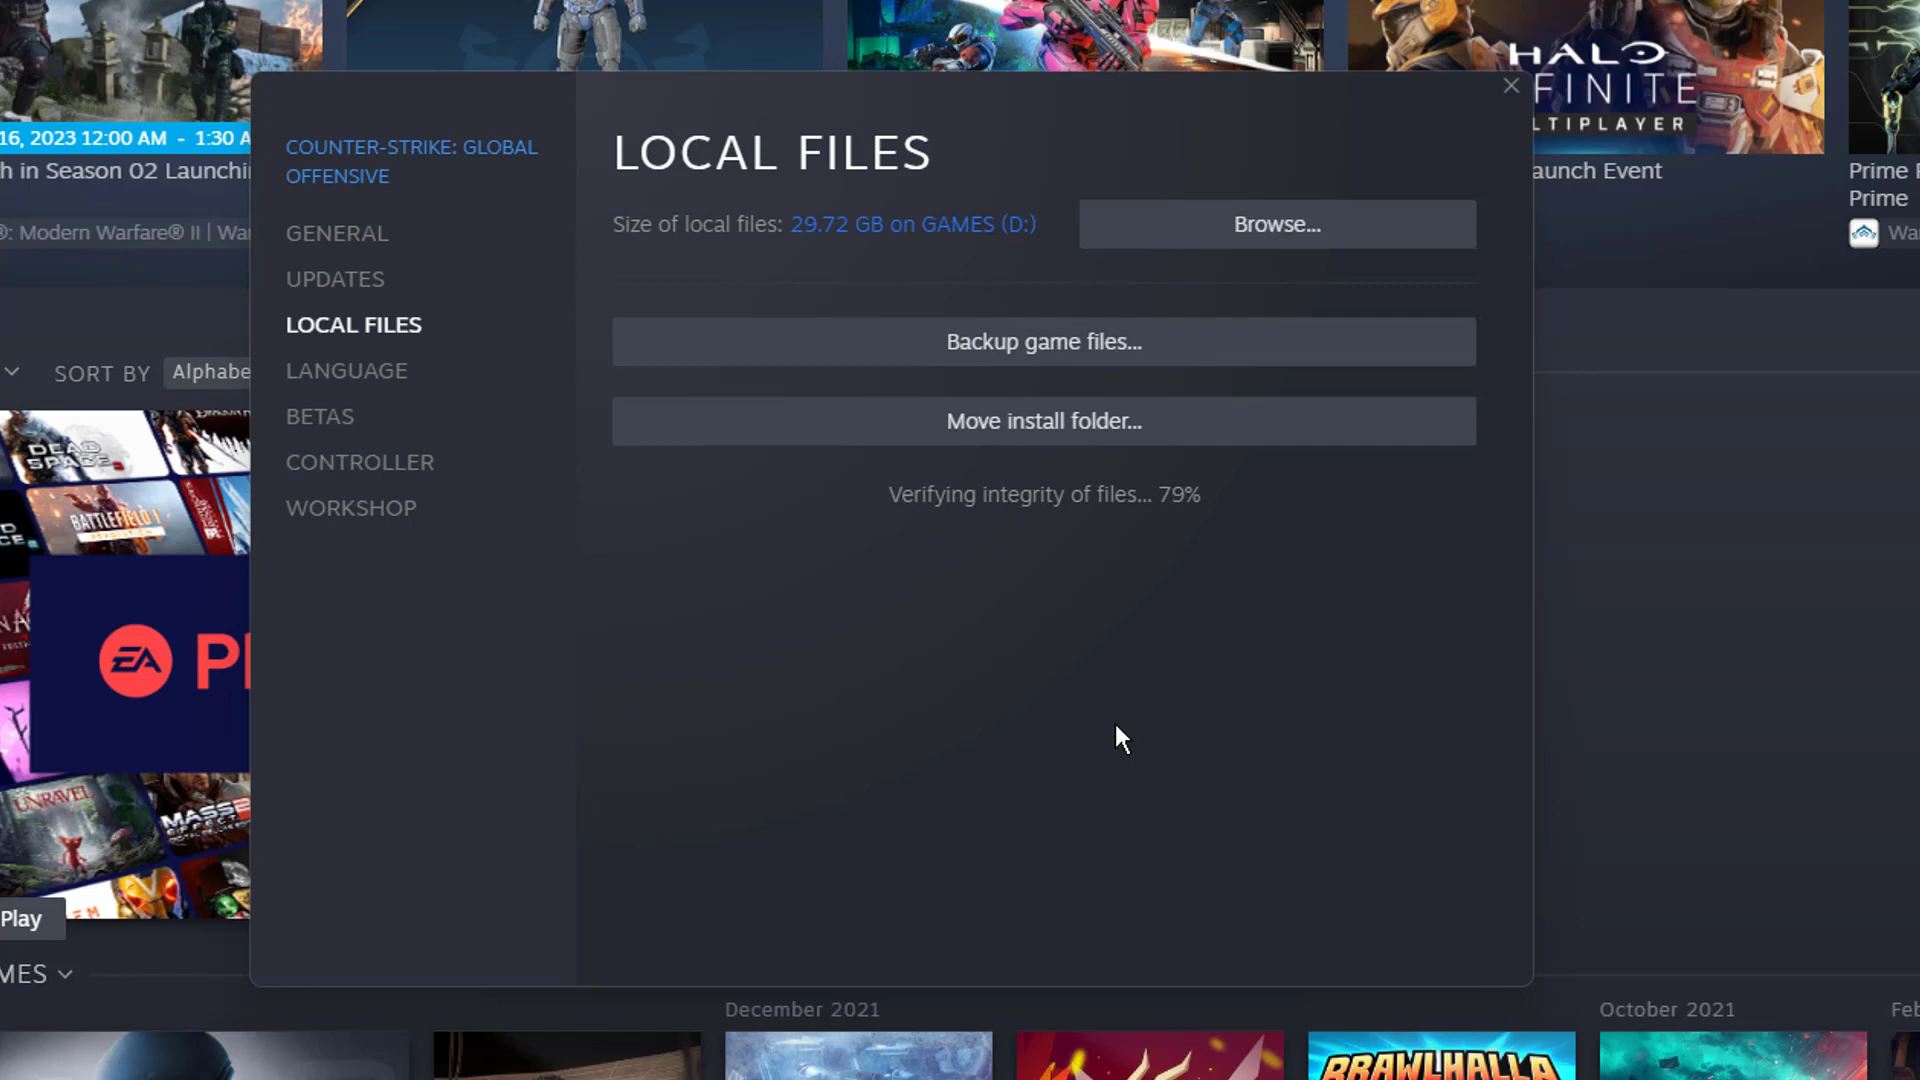 HALO
FINITE
LTIPLAYER
16, 2023 12:00 AM - 1:30 A
h in Season 02 Launchi
®: Modern Warfare® II | Wa
aunch Event
Prime
Prime
Wa
COUNTER-STRIKE: GLOBAL
OFFENSIVE
GENERAL
UPDATES
LOCAL FILES
LANGUAGE
BETAS
CONTROLLER
WORKSHOP
LOCAL FILES
Size of local files: 29.72 GB on GAMES (D:)
Browse...
Backup game files...
Move install folder...
Verifying integrity of files... 79%
SORT BY Alphabe
DEAD
SPACE 3
BATTLEFIELD 1
REVOLUTION
EA Pl
UNRAVEL
MASS
EFFECT
Play
MES
December 2021
October 2021
Feb
BRAWLHALLA